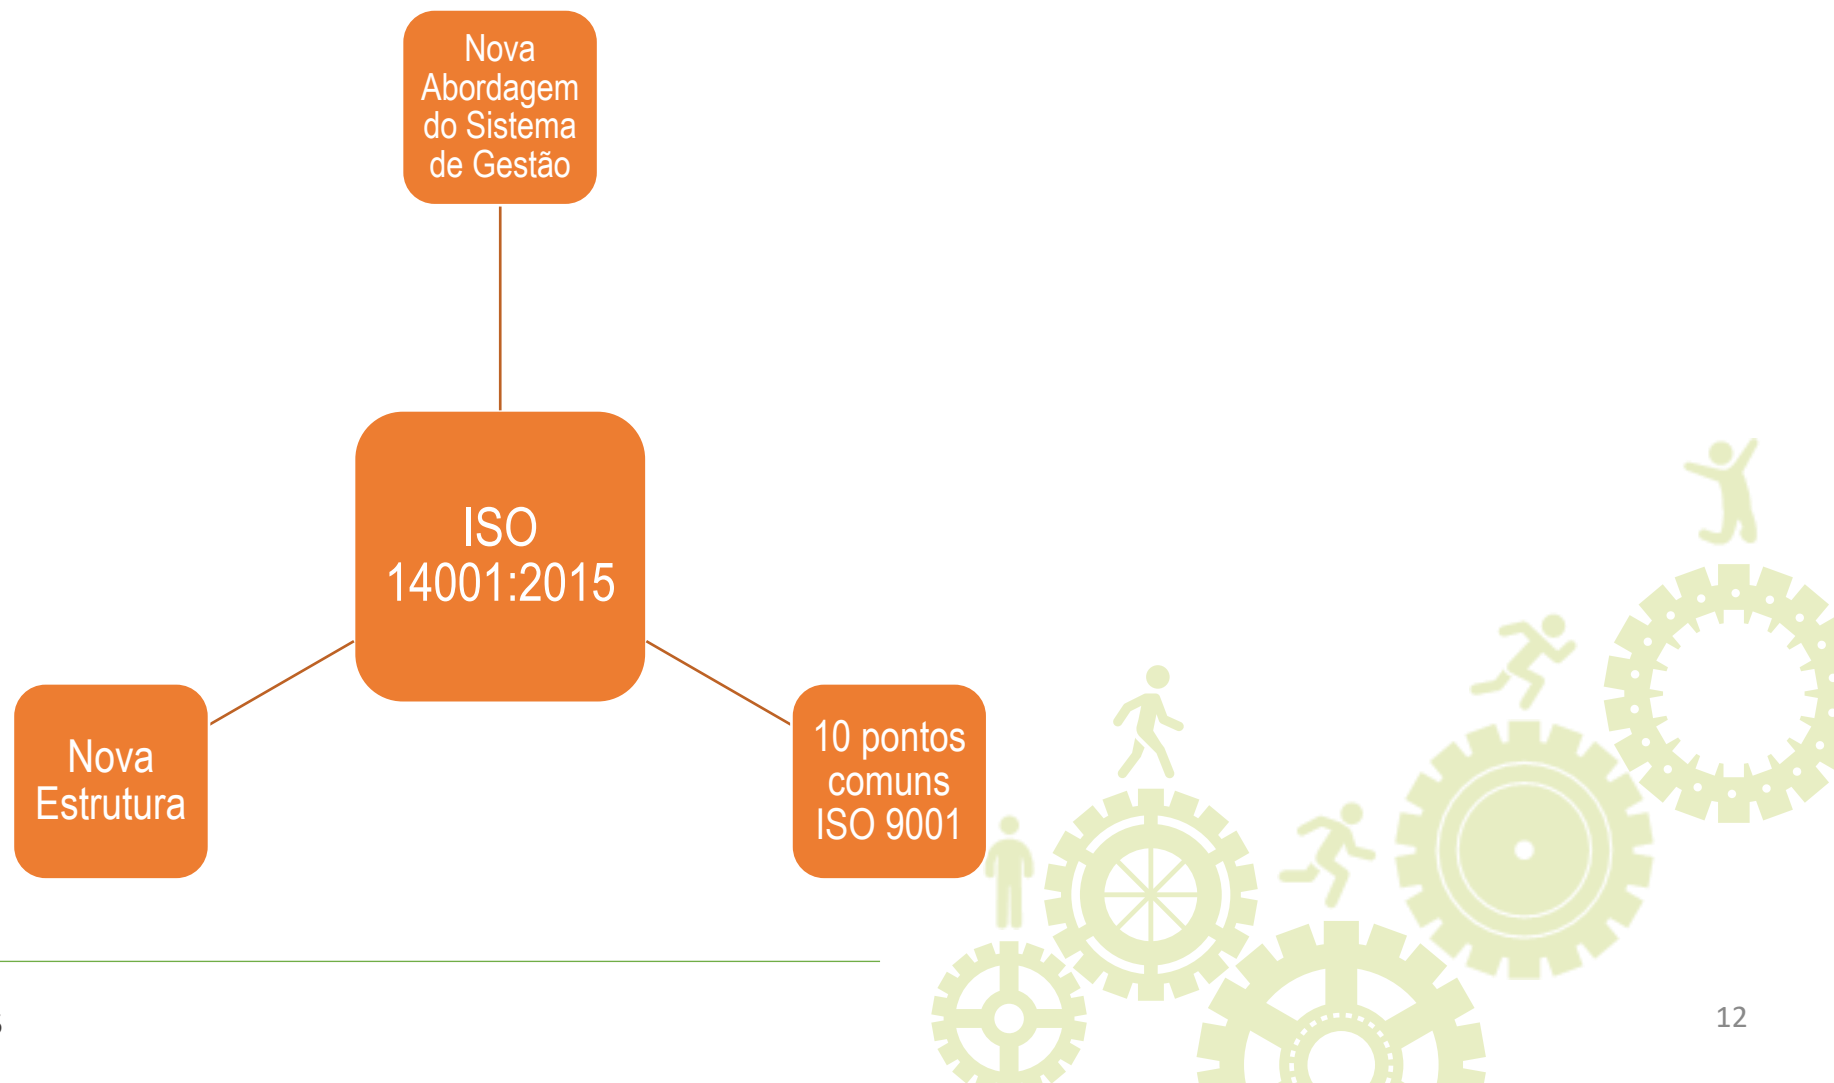 Nova
Abordagem
do Sistema
de Gestão
ISO
14001:2015
Nova
Estrutura
10 pontos
comuns
ISO 9001
12